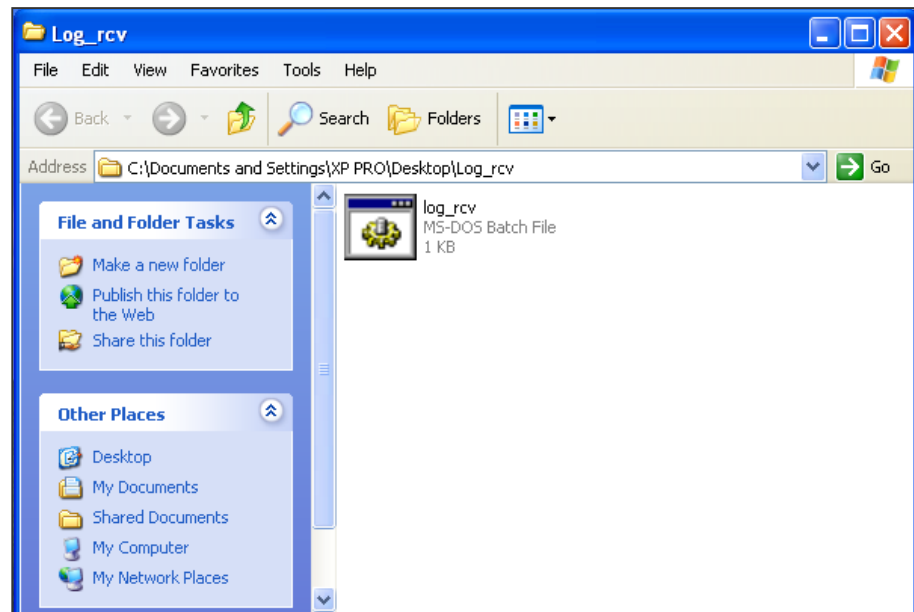 Log_rcv
File Edit View Favorites Tools Help
Back Search Folders
Address C:\Documents and Settings\XP PRO\Desktop\Log_rcv Go
File and Folder Tasks
Make a new folder
Publish this folder to
the Web
Share this folder
Other Places
Desktop
My Documents
Shared Documents
My Computer
My Network Places
log_rcv
MS-DOS Batch File
1 KB